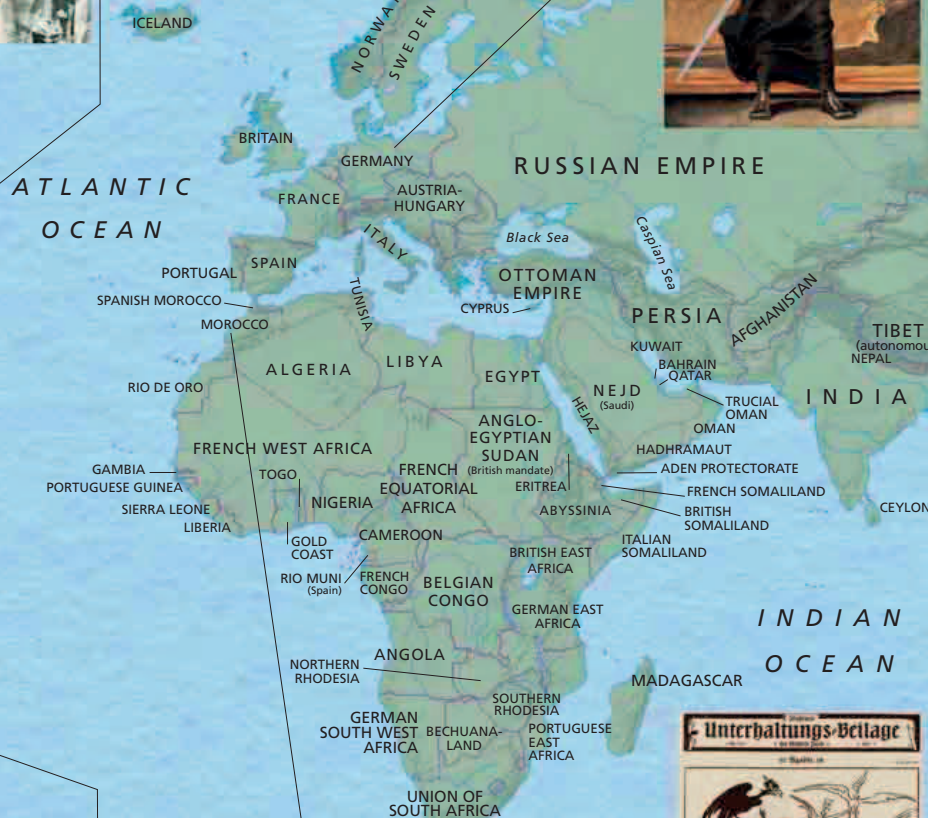 ICELAND
NORWAY
SWEDEN
BRITAIN
GERMANY
RUSSIAN EMPIRE
ATLANTIC
OCEAN
FRANCE
AUSTRIA-
HUNGARY
ITALY
Black Sea
Caspian Sea
PORTUGAL
SPAIN
OTTOMAN
EMPIRE
SPANISH MOROCCO
TUNISIA
CYPRUS
PERSIA
AFGHANISTAN
MOROCCO
TIBET
(autonomou
NEPAL
KUWAIT
BAHRAIN
QATAR
ALGERIA
LIBYA
EGYPT
NEJD
(Saudi)
INDIA
RIO DE ORO
HEJAZ
TRUCIAL
OMAN
OMAN
ANGLO-
EGYPTIAN
SUDAN
(British mandate)
HADHRAMAUT
FRENCH WEST AFRICA
GAMBIA
TOGO
FRENCH
EQUATORIAL
AFRICA
ADEN PROTECTORATE
PORTUGUESE GUINEA
ERITREA
FRENCH SOMALILAND
SIERRA LEONE
NIGERIA
ABYSSINIA
BRITISH
SOMALILAND
CEYLON
LIBERIA
GOLD
COAST
CAMEROON
ITALIAN
SOMALILAND
BRITISH EAST
AFRICA
RIO MUNI
(Spain)
FRENCH
CONGO
BELGIAN
CONGO
GERMAN EAST
AFRICA
INDIAN
OCEAN
ANGOLA
NORTHERN
RHODESIA
MADAGASCAR
SOUTHERN
RHODESIA
GERMAN
SOUTH WEST
AFRICA
BECHUANA-
LAND
PORTUGUESE
EAST
AFRICA
Unterhaltungs-Beilage
UNION OF
SOUTH AFRICA